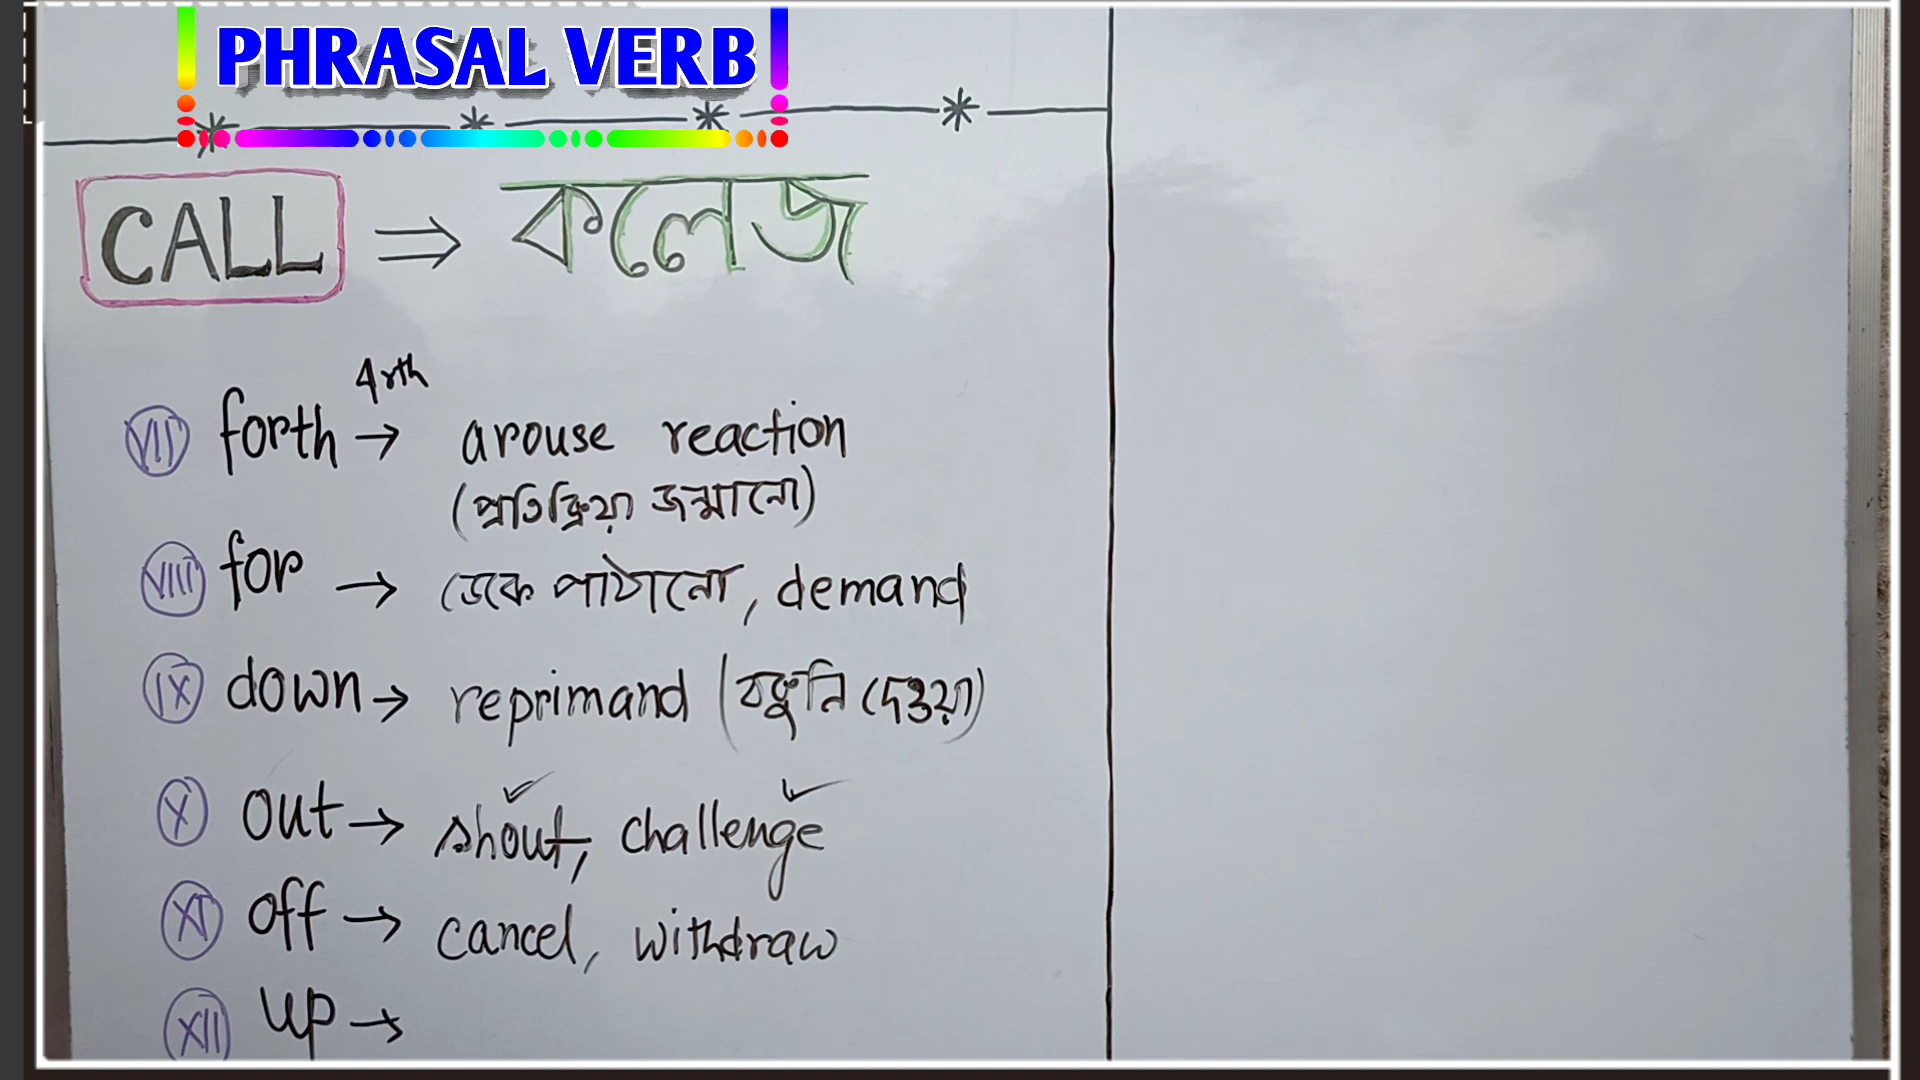 PHRASAL VERB
CALL ⇒ কলেজ
4rth
VII forth → arouse reaction
(প্রতিক্রিয়া জন্মানো)
VIII for → ডেকে পাঠানো, demand
IX down → reprimand (বকুনি দেওয়া)
X out → shout, challenge
XI off → cancel, withdraw
XII up →